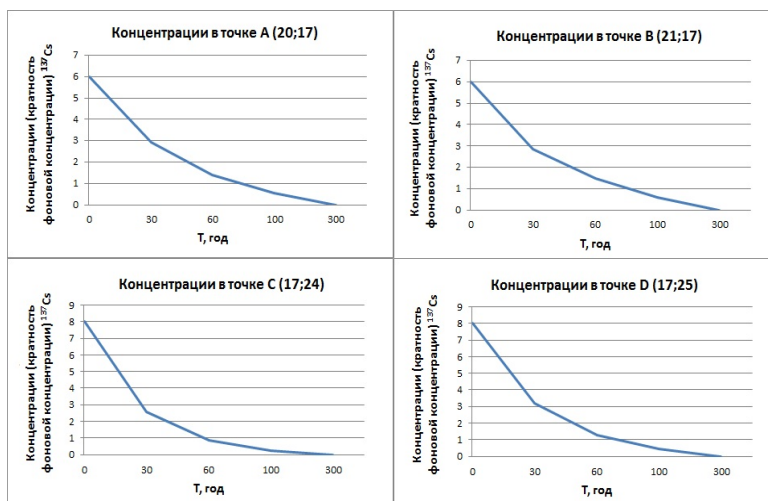 Концентрации в точке A (20;17)
Концентрации (кратность
фоновой концентрации) ¹³⁷Cs
7
6
5
4
3
2
1
0
0 30 60 100 300
Т, год
Концентрации в точке B (21;17)
Концентрации (кратность
фоновой концентрации) ¹³⁷Cs
7
6
5
4
3
2
1
0
0 30 60 100 300
Т, год
Концентрации в точке C (17;24)
Концентрации (кратность
фоновой концентрации) ¹³⁷Cs
9
8
7
6
5
4
3
2
1
0
0 30 60 100 300
Т, год
Концентрации в точке D (17;25)
Концентрации (кратность
фоновой концентрации) ¹³⁷Cs
9
8
7
6
5
4
3
2
1
0
0 30 60 100 300
Т, год